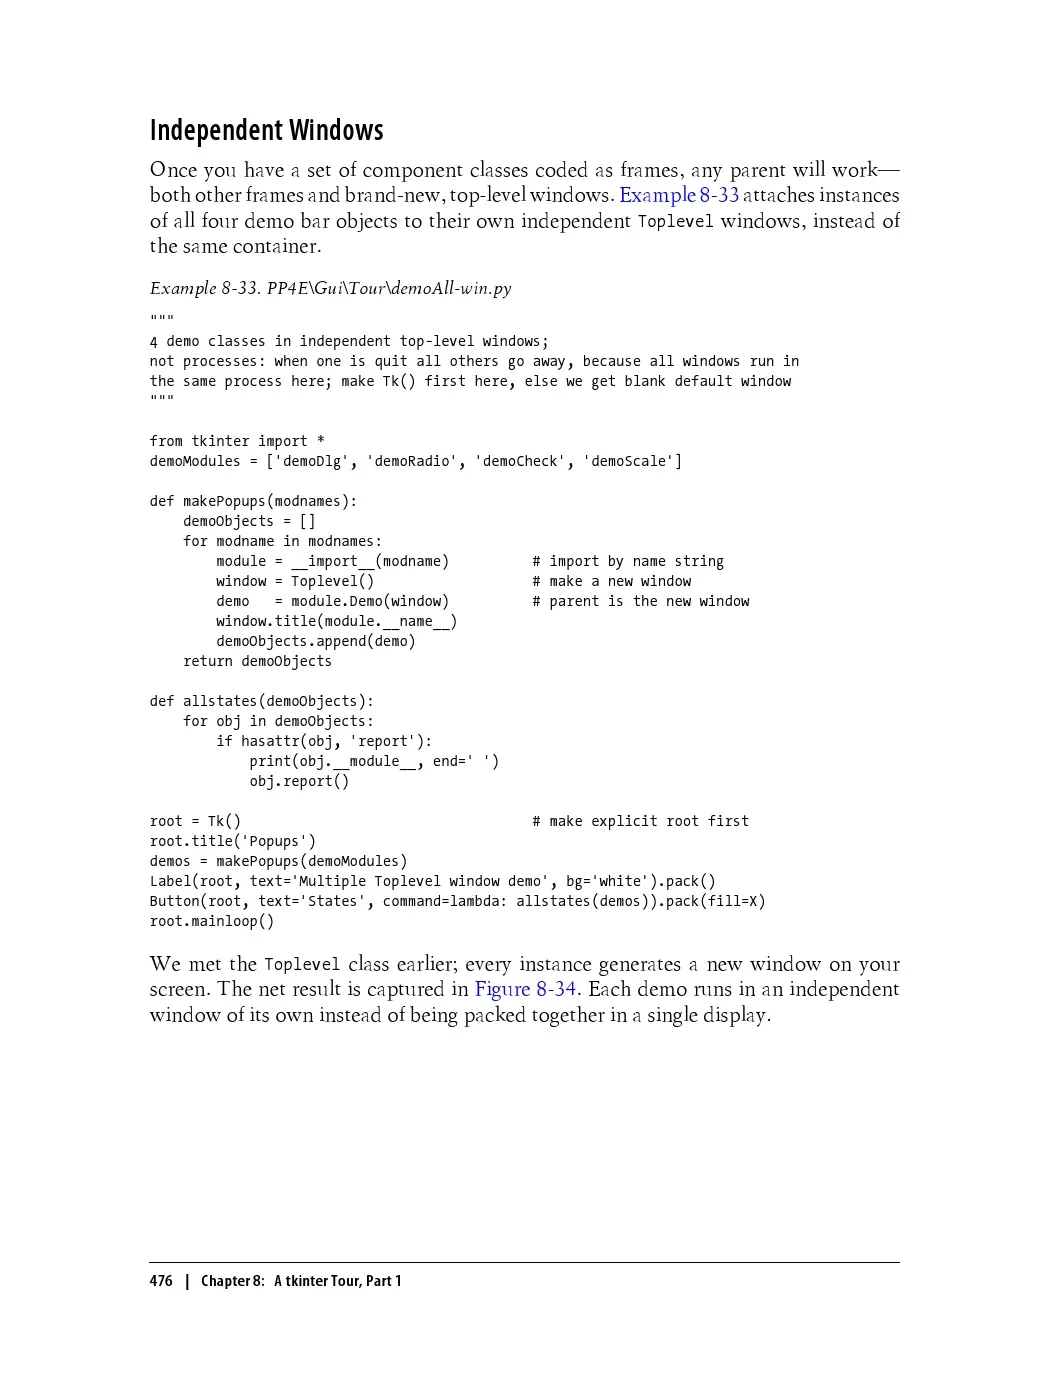 Independent Windows
Once you have a set of component classes coded as frames, any parent will work—
both other frames and brand-new, top-level windows. Example 8-33 attaches instances
of all four demo bar objects to their own independent Toplevel windows, instead of
the same container.
Example 8-33. PP4E\Gui\Tour\demoAll-win.py
"""
4 demo classes in independent top-level windows;
not processes: when one is quit all others go away, because all windows run in
the same process here; make Tk() first here, else we get blank default window
"""
from tkinter import *
demoModules = ['demoDlg', 'demoRadio', 'demoCheck', 'demoScale']
def makePopups(modnames):
    demoObjects = []
    for modname in modnames:
        module = __import__(modname)          # import by name string
        window = Toplevel()                   # make a new window
        demo   = module.Demo(window)          # parent is the new window
        window.title(module.__name__)
        demoObjects.append(demo)
    return demoObjects
def allstates(demoObjects):
    for obj in demoObjects:
        if hasattr(obj, 'report'):
            print(obj.__module__, end=' ')
            obj.report()
root = Tk()                                   # make explicit root first
root.title('Popups')
demos = makePopups(demoModules)
Label(root, text='Multiple Toplevel window demo', bg='white').pack()
Button(root, text='States', command=lambda: allstates(demos)).pack(fill=X)
root.mainloop()
We met the Toplevel class earlier; every instance generates a new window on your
screen. The net result is captured in Figure 8-34. Each demo runs in an independent
window of its own instead of being packed together in a single display.
476 | Chapter 8: A tkinter Tour, Part 1